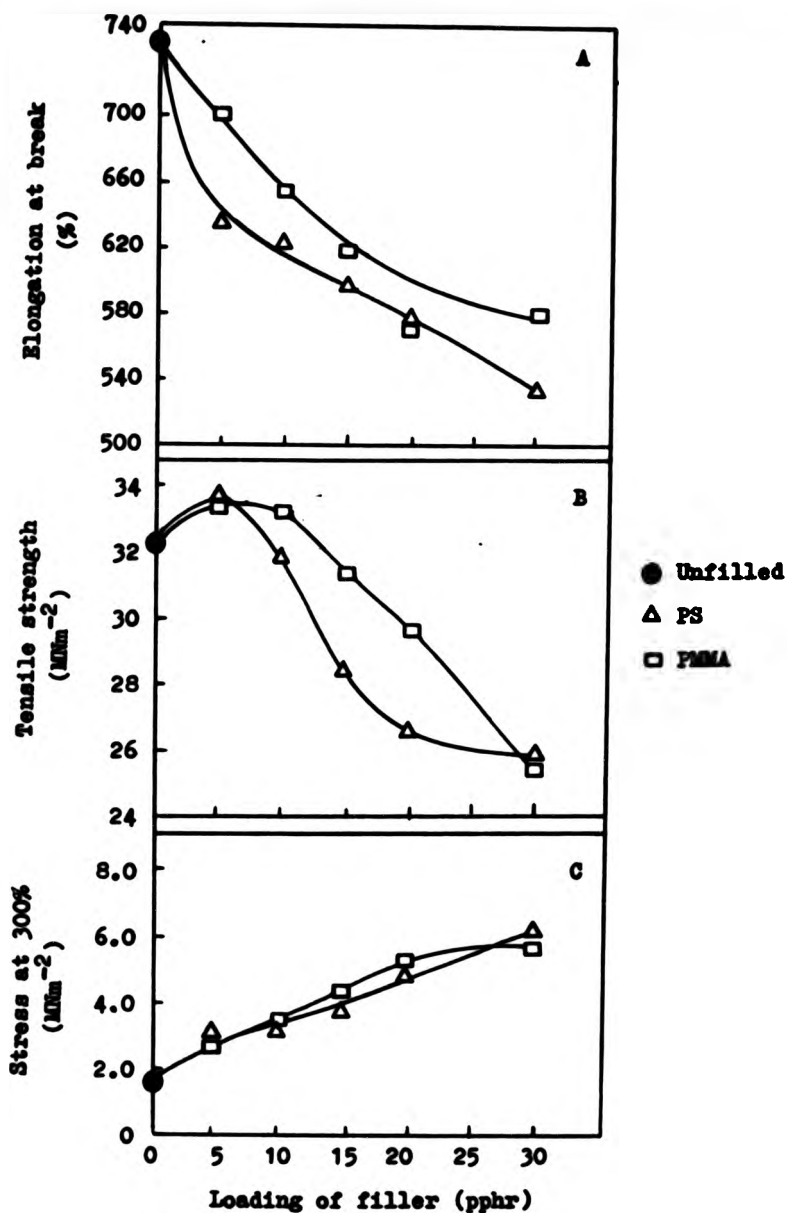 740
700
660
620
580
540
500
Elongation at break
(%)
A
34
32
30
28
26
24
Tensile strength
(MNm-2)
B
8.0
6.0
4.0
2.0
0
Stress at 300%
(MNm-2)
C
0 5 10 15 20 25 30
Loading of filler (pphr)
Unfilled
PS
PMMA